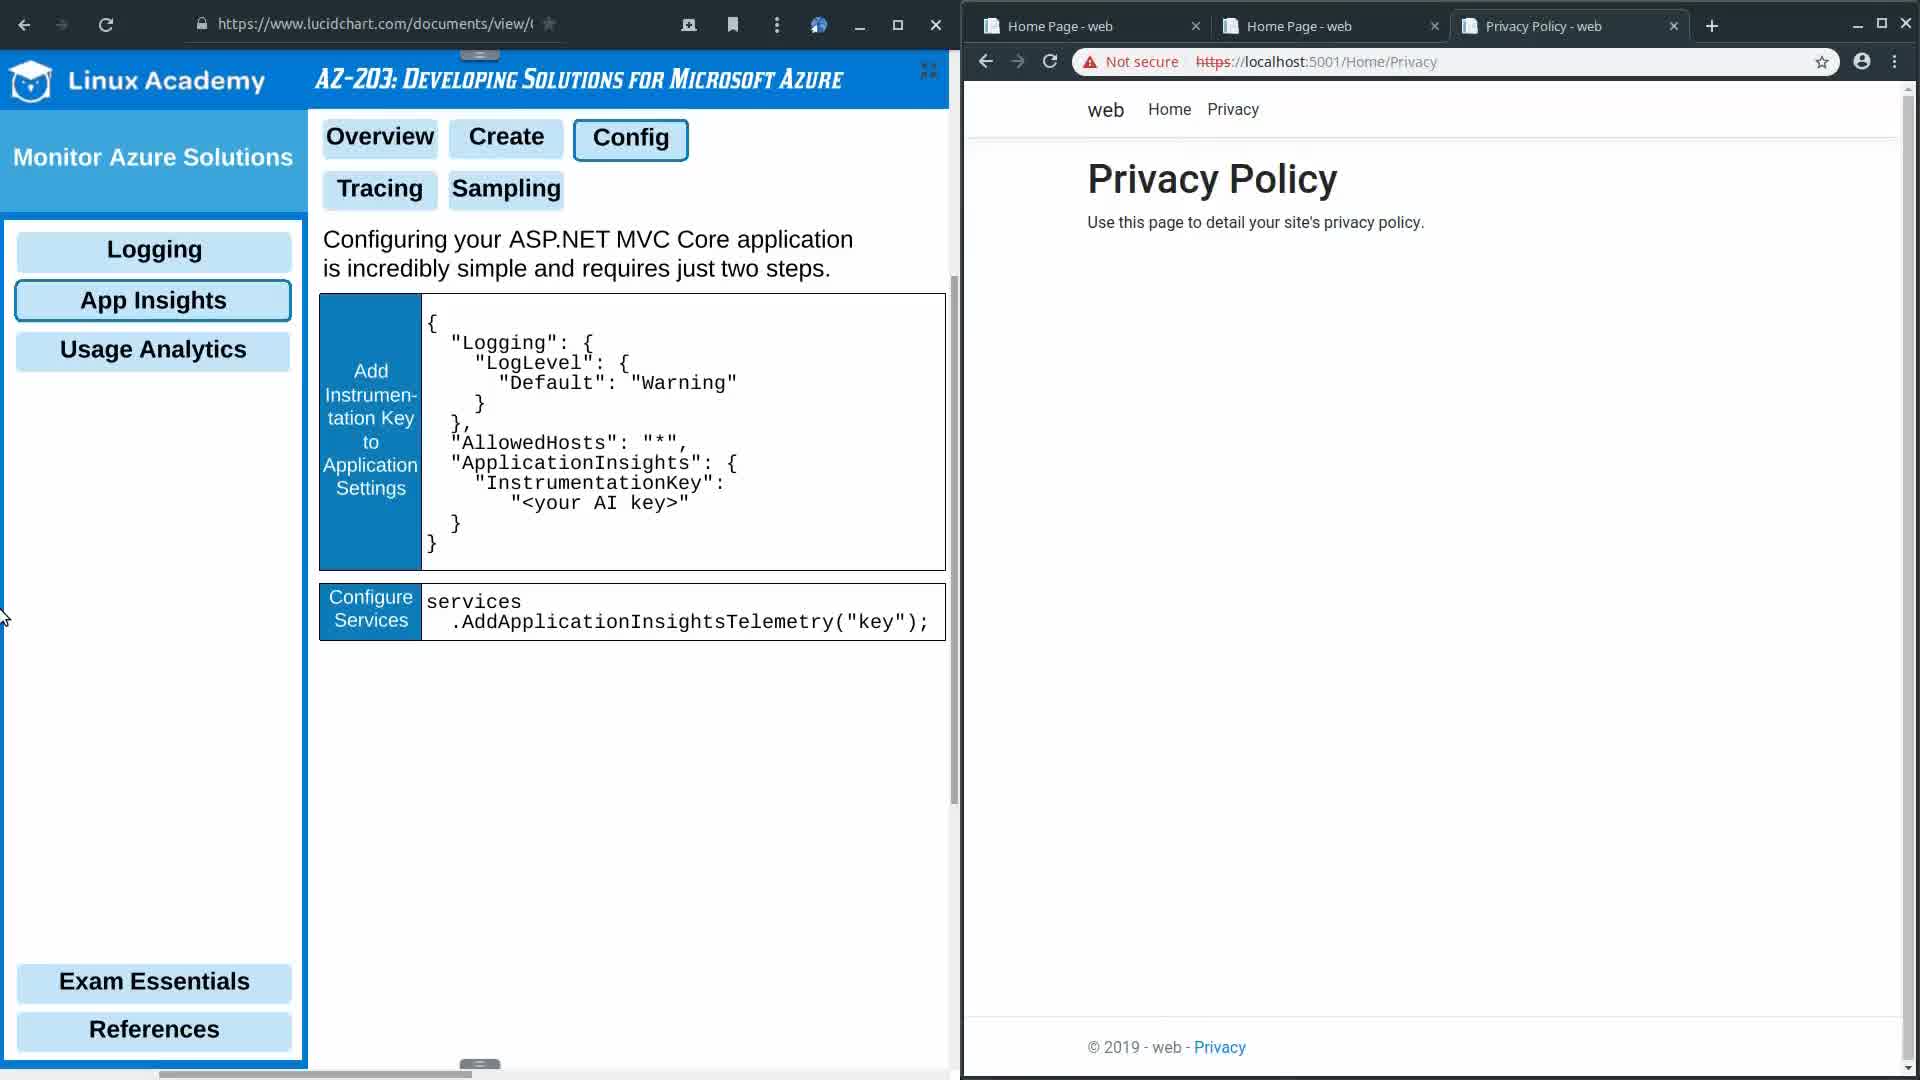 https://www.lucidchart.com/documents/view/
Linux Academy
AZ-203: Developing Solutions for Microsoft Azure
Monitor Azure Solutions
Logging
App Insights
Usage Analytics
Exam Essentials
References
Overview
Create
Config
Tracing
Sampling
Configuring your ASP.NET MVC Core application
is incredibly simple and requires just two steps.
Add
Instrumen-
tation Key
to
Application
Settings
{
"Logging": {
"LogLevel": {
"Default": "Warning"
}
},
"AllowedHosts": "*",
"ApplicationInsights": {
"InstrumentationKey":
"<your AI key>"
}
}
Configure
Services
services
.AddApplicationInsightsTelemetry("key");
Home Page - web
Home Page - web
Privacy Policy - web
Not secure
https://localhost:5001/Home/Privacy
web
Home
Privacy
Privacy Policy
Use this page to detail your site's privacy policy.
© 2019 - web - Privacy